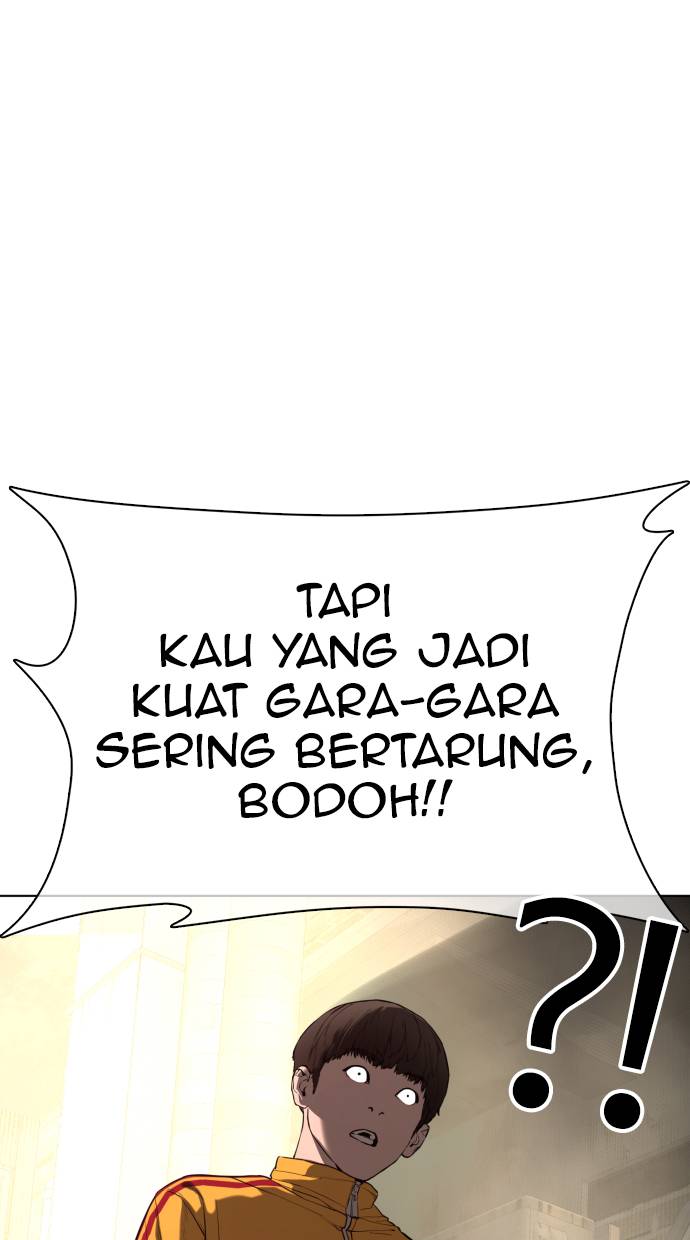 TAPI
KAU YANG JADI
KUAT GARA-GARA
SERING BERTARUNG,
BODOH!!
?!